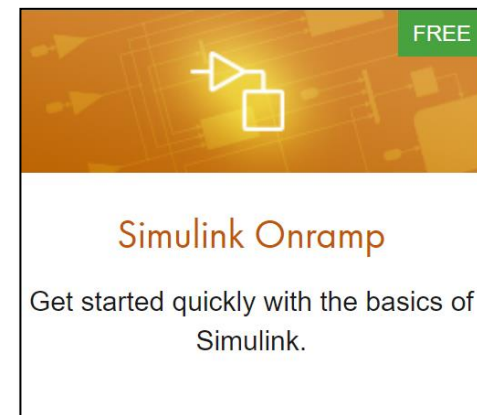 FREE
Simulink Onramp
Get started quickly with the basics of
Simulink.